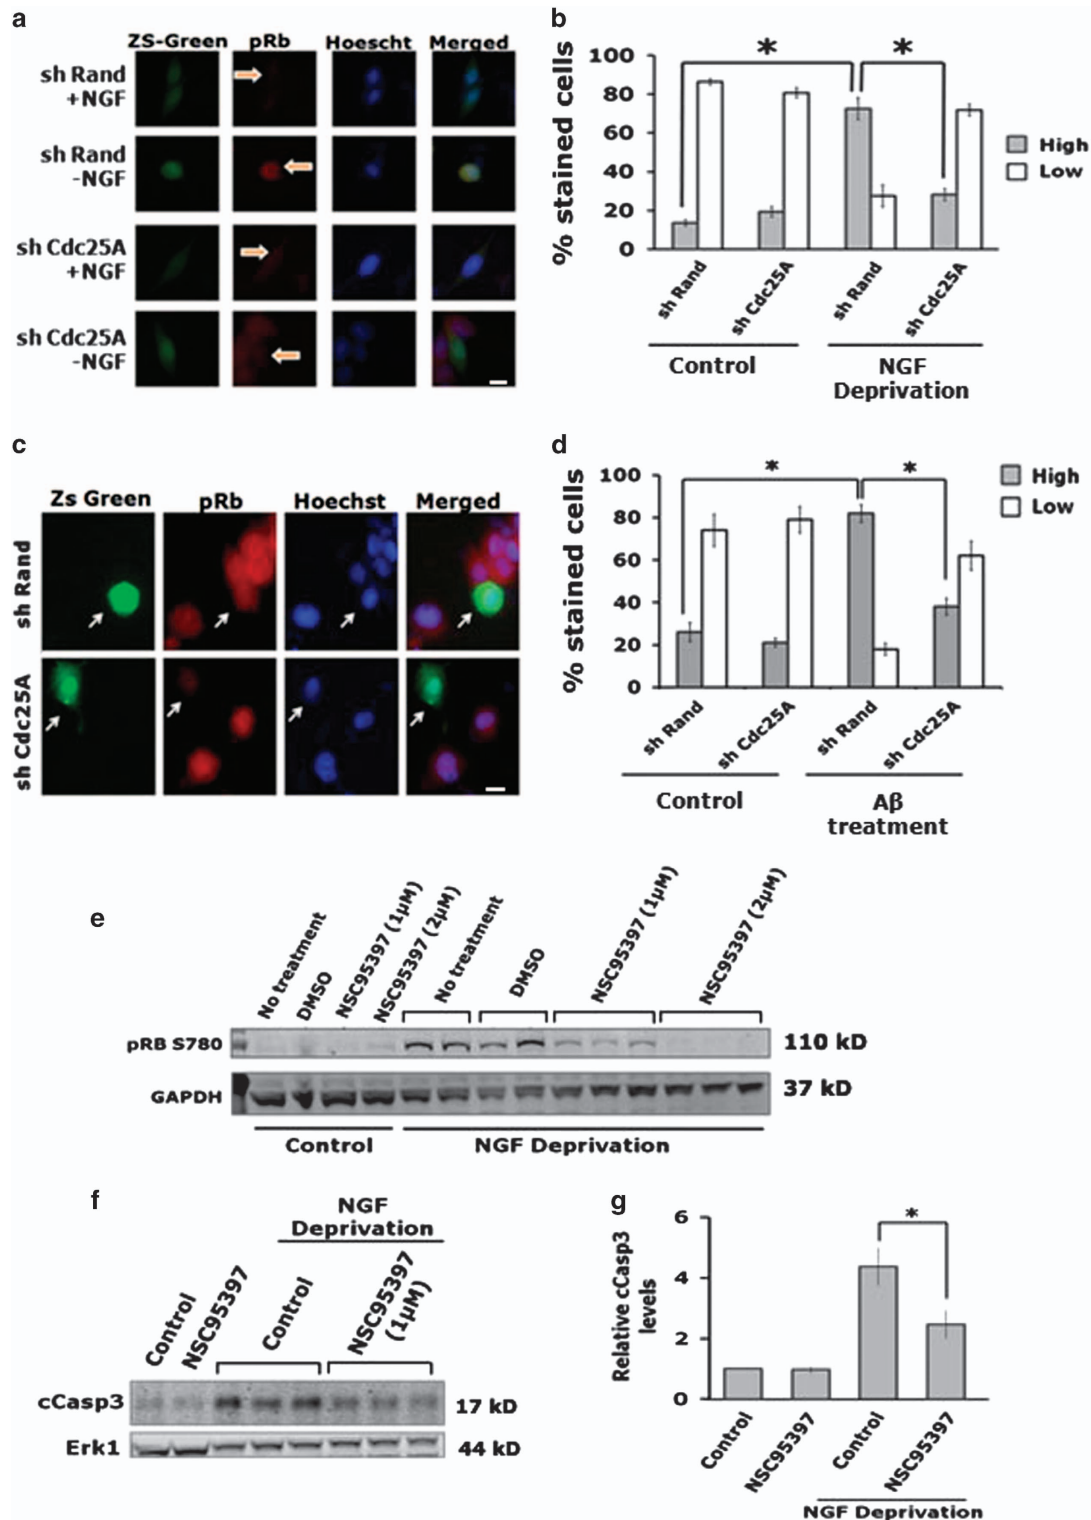 a
ZS-Green pRb Hoescht Merged
sh Rand
+NGF
sh Rand
-NGF
sh Cdc25A
+NGF
sh Cdc25A
-NGF
b
% stained cells
100
80
60
40
20
0
* *
High
Low
sh Rand sh Cdc25A sh Rand sh Cdc25A
Control NGF
Deprivation
c
Zs Green pRb Hoechst Merged
sh Rand
sh Cdc25A
d
% stained cells
100
80
60
40
20
0
* *
High
Low
sh Rand sh Cdc25A sh Rand sh Cdc25A
Control Aβ
treatment
e
No treatment DMSO NSC95397 (1µM) NSC95397 (2µM) No treatment DMSO NSC95397 (1µM) NSC95397 (2µM)
pRB S780 110 kD
GAPDH 37 kD
Control NGF Deprivation
f
NGF
Deprivation
Control NSC95397 Control NSC95397
(1µM)
cCasp3 17 kD
Erk1 44 kD
g
Relative cCasp3
levels
6
4
2
0
*
Control NSC95397 Control NSC95397
NGF Deprivation